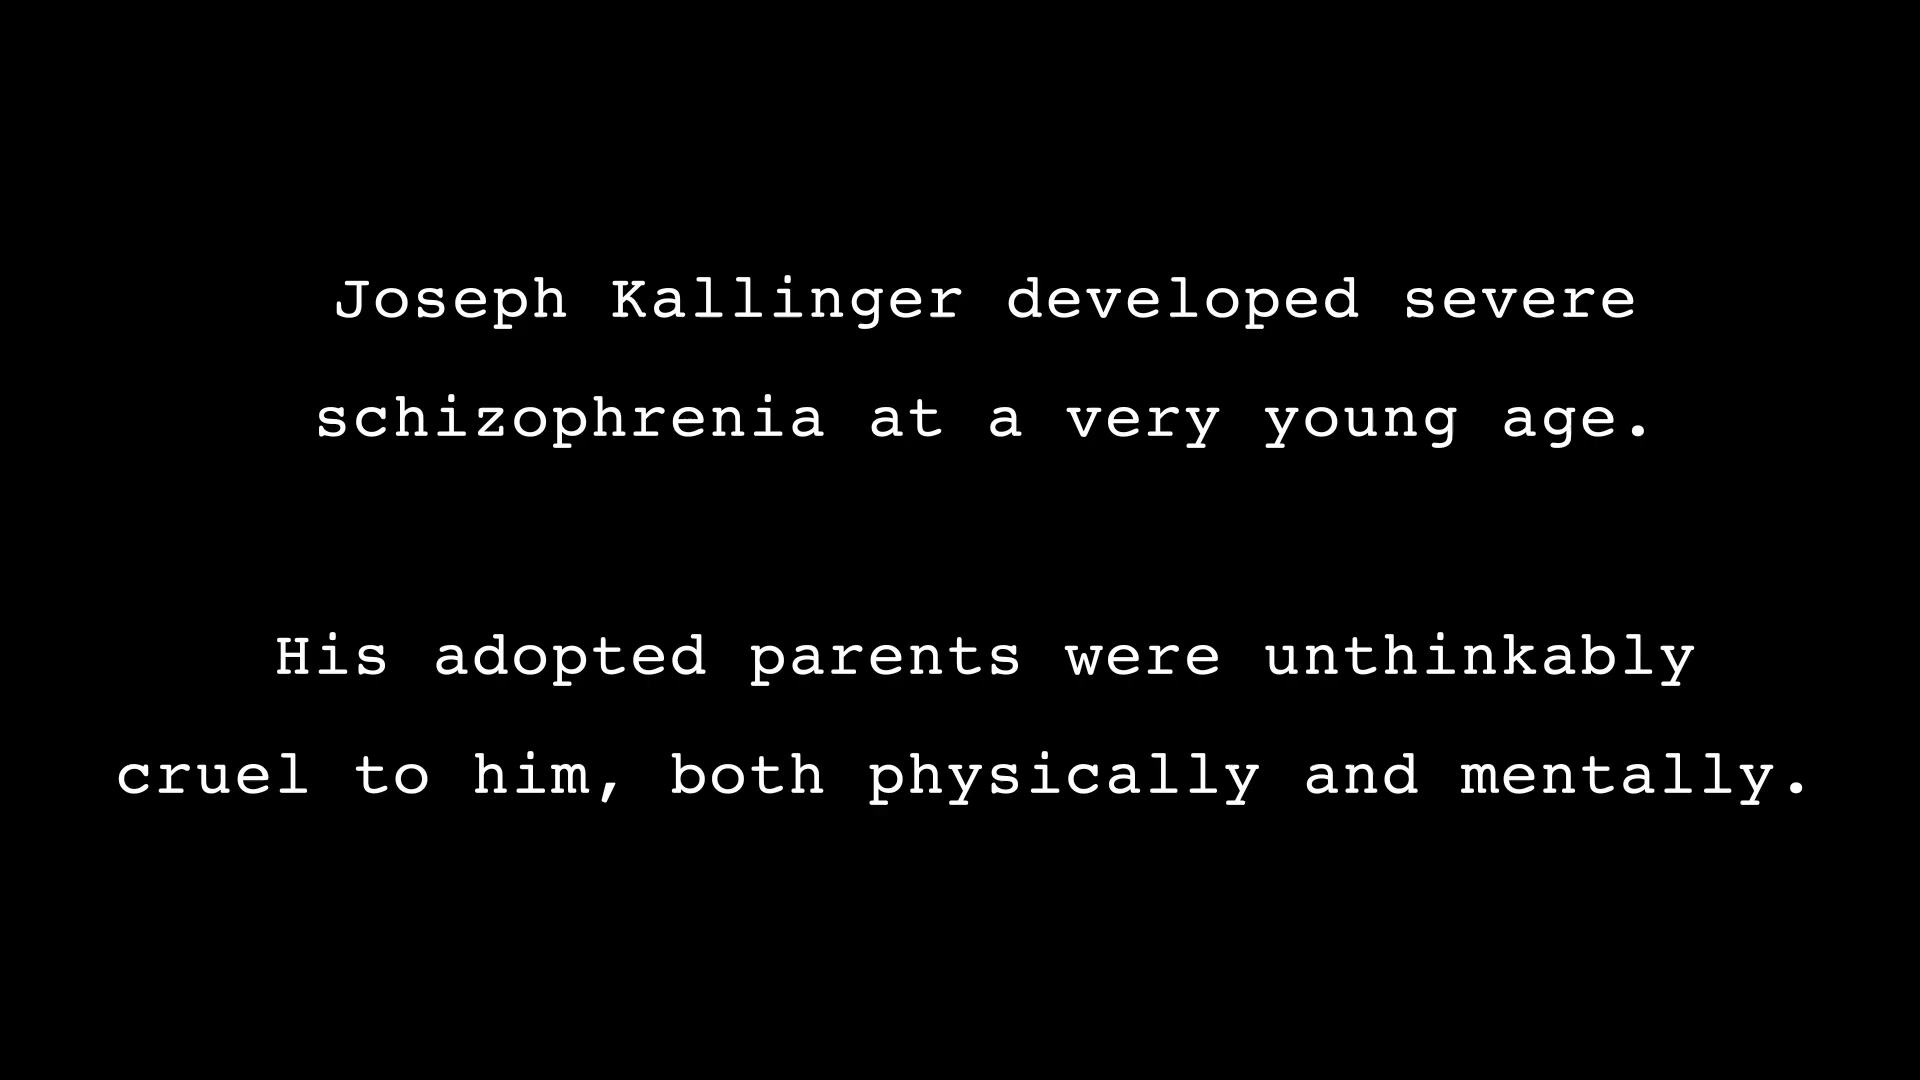 Joseph Kallinger developed severe
schizophrenia at a very young age.
His adopted parents were unthinkably
cruel to him, both physically and mentally.